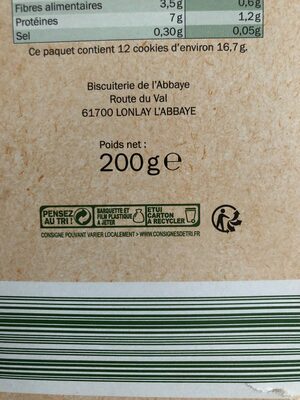 Fibres alimentaires 3,5g 0,6g
Protéines 7g 1,2g
Sel 0,30g 0,05g
Ce paquet contient 12 cookies d'environ 16,7g.
Biscuiterie de l'Abbaye
Route du Val
61700 LONLAY L'ABBAYE
Poids net :
200g℮
PENSEZ AU TRI !
BARQUETTE ET FILM PLASTIQUE À JETER
ETUI CARTON À RECYCLER
CONSIGNE POUVANT VARIER LOCALEMENT > WWW.CONSIGNESDETRI.FR